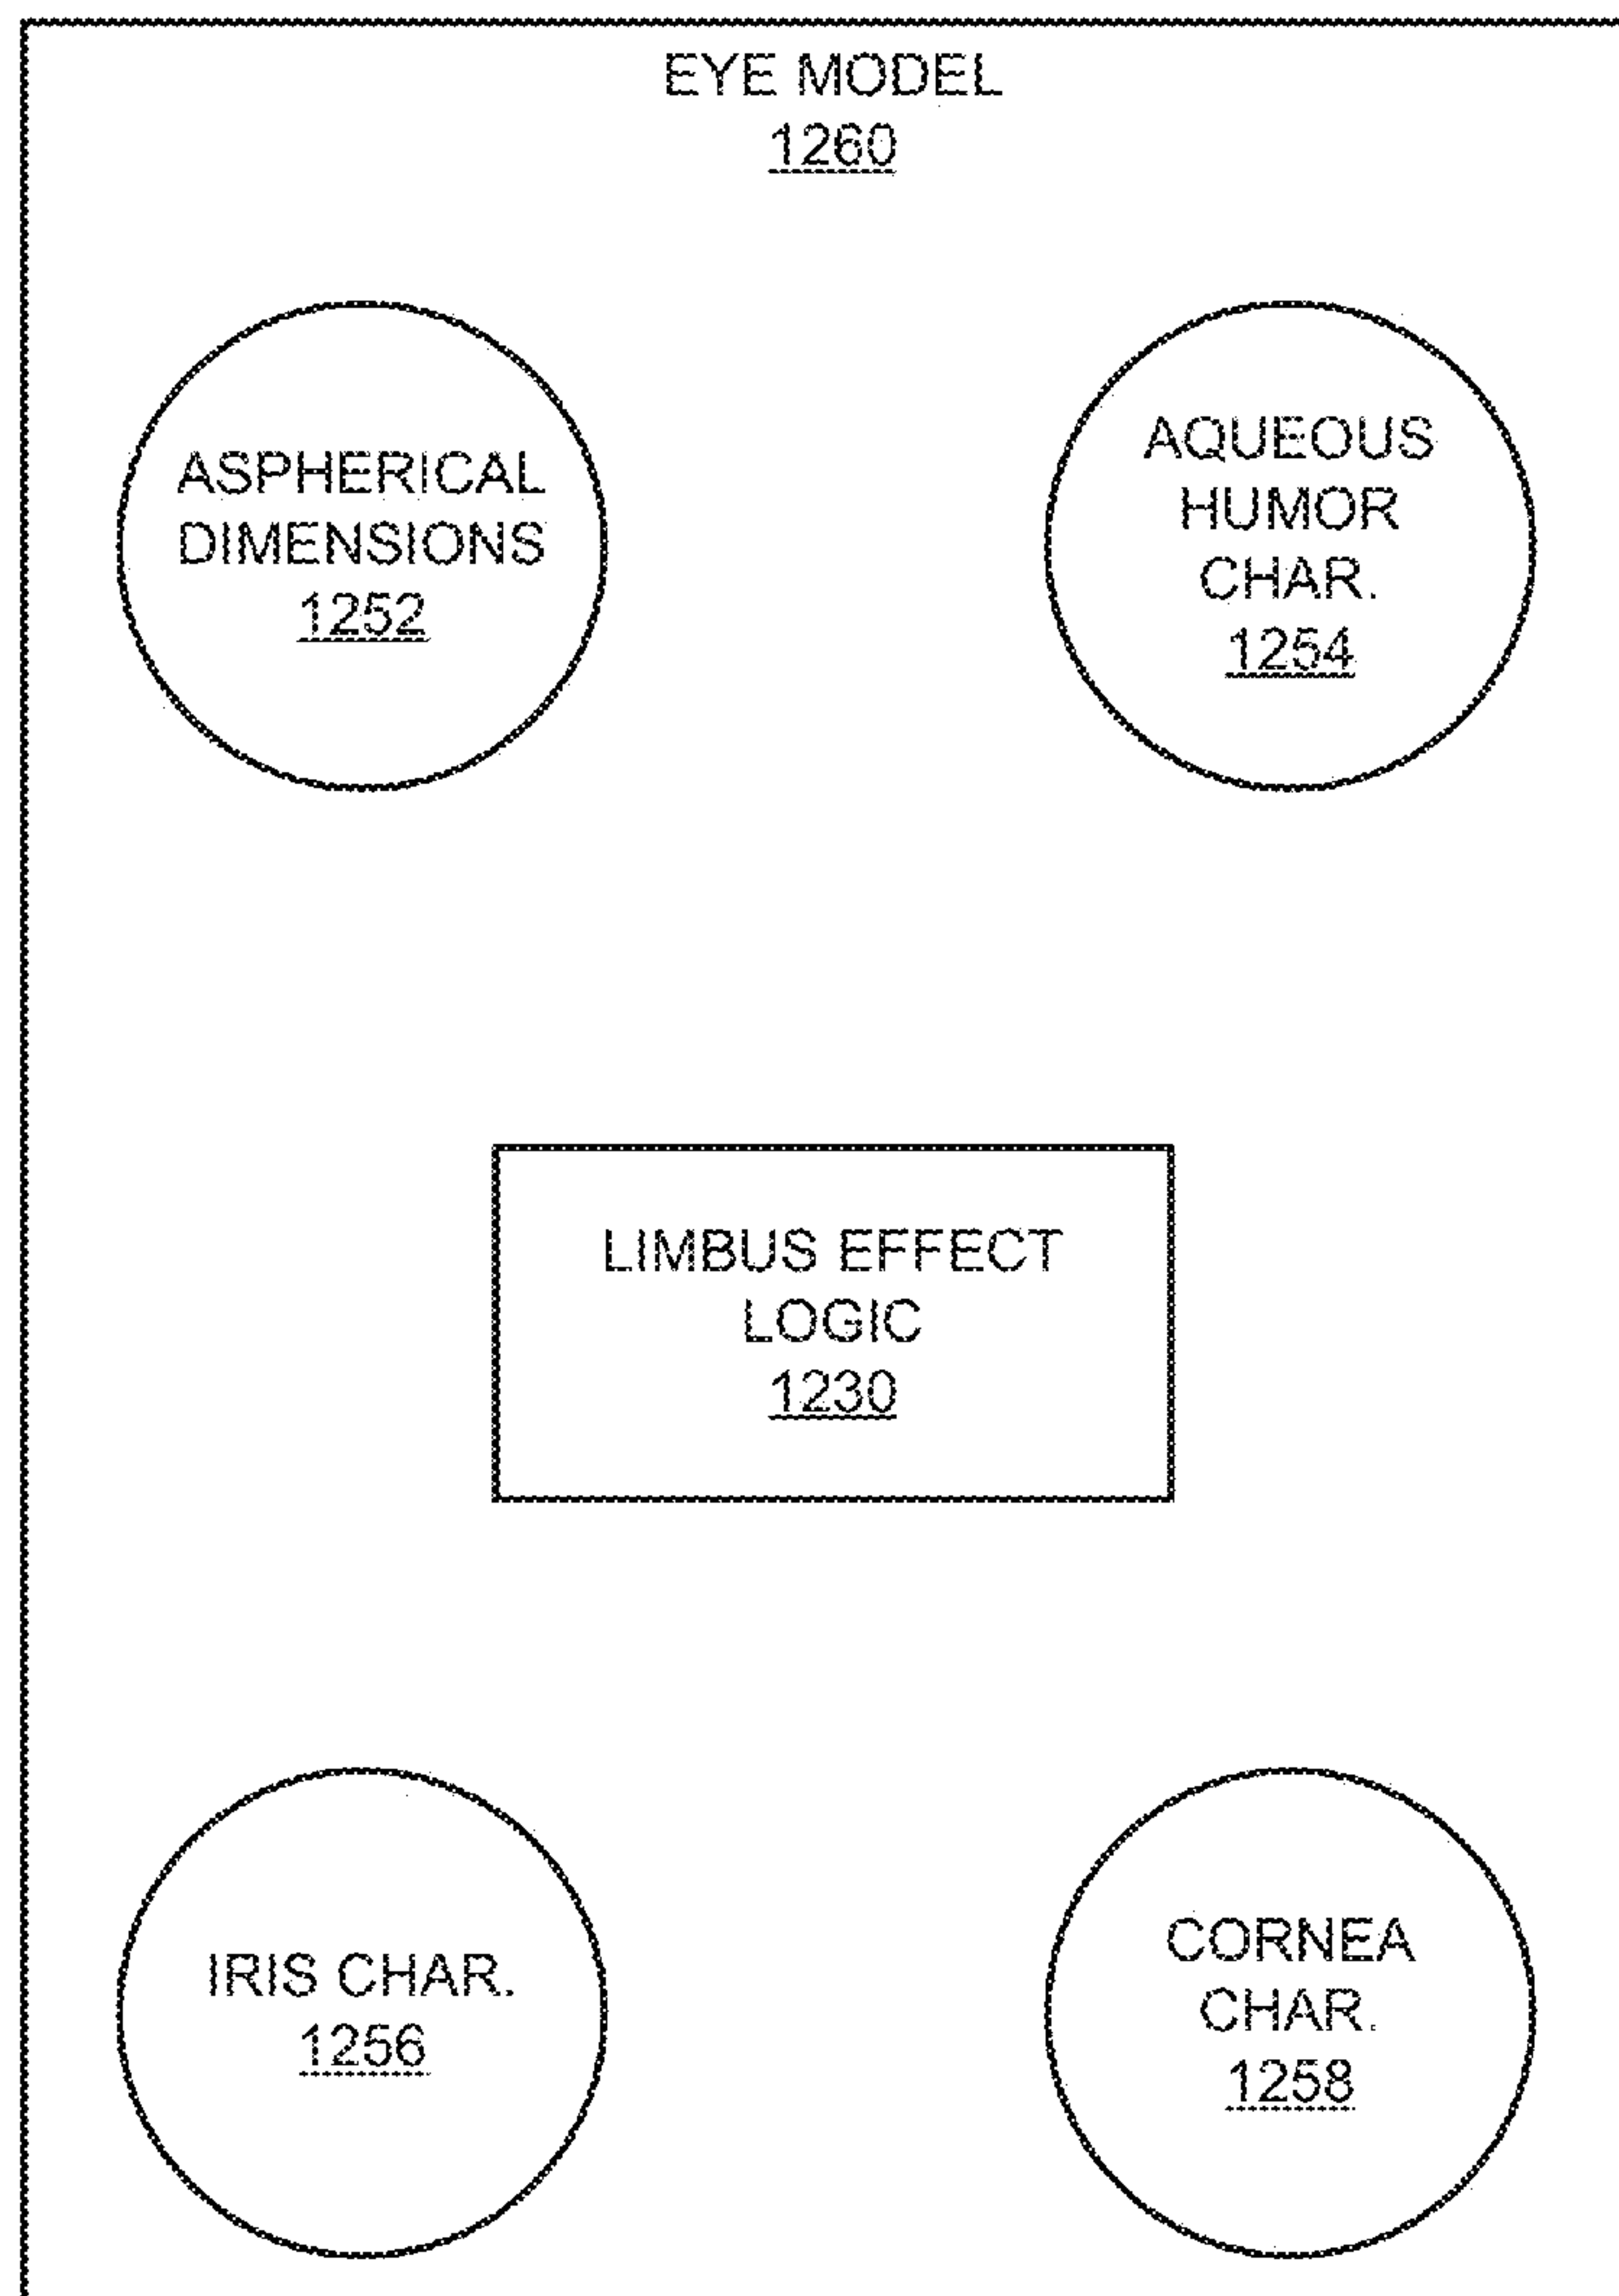 EYE MODEL
1260
ASPHERICAL
DIMENSIONS
1252
AQUEOUS
HUMOR
CHAR.
1254
LIMBUS EFFECT
LOGIC
1230
IRIS CHAR.
1256
CORNEA
CHAR.
1258